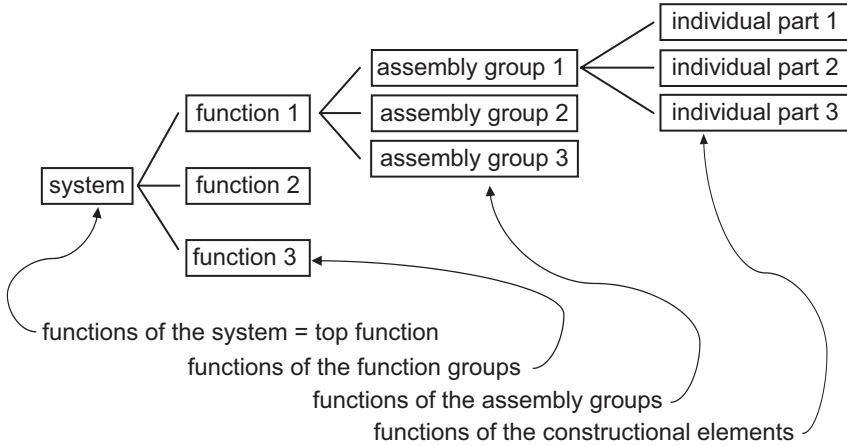 individual part 1
assembly group 1
individual part 2
function 1
assembly group 2
individual part 3
assembly group 3
system
function 2
function 3
functions of the system = top function
functions of the function groups
functions of the assembly groups
functions of the constructional elements